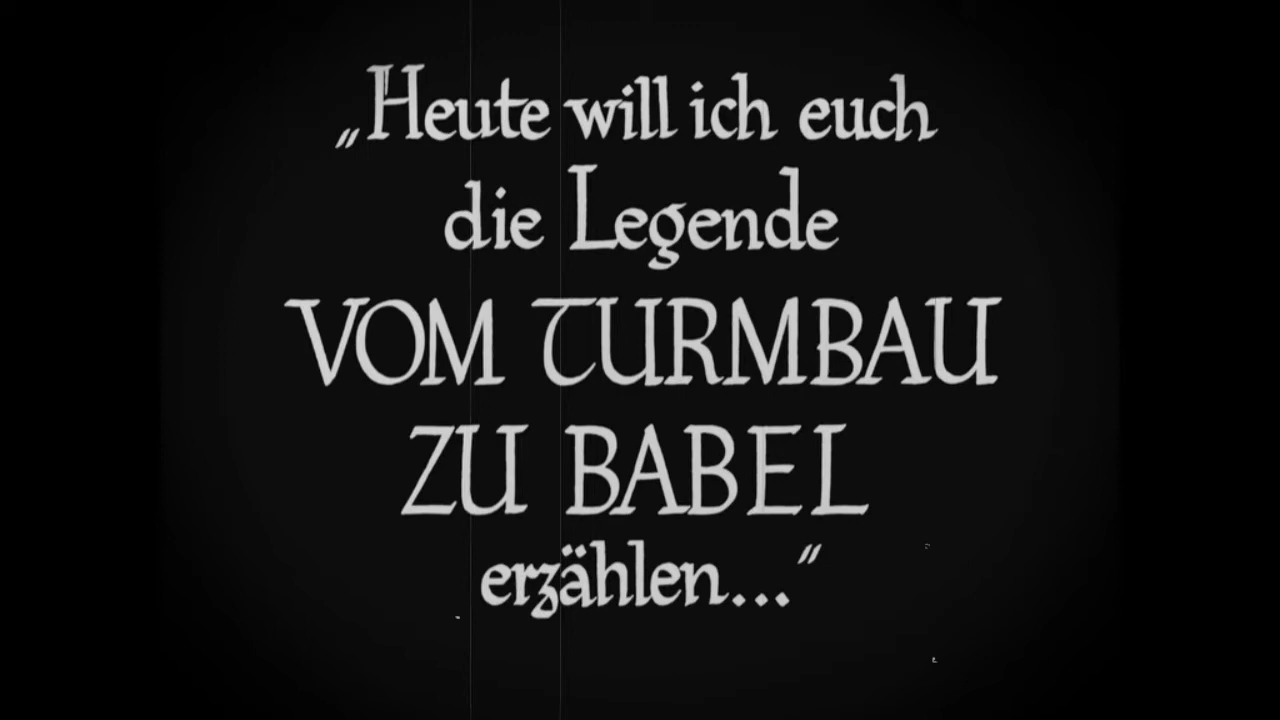 „Heute will ich euch
die Legende
VOM TURMBAU
ZU BABEL
erzählen...“